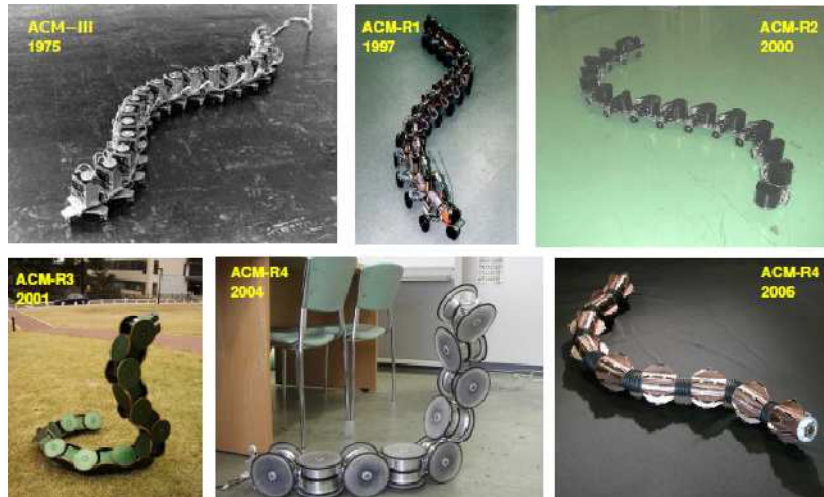 ACM-III
1975
ACM-R1
1997
ACM-R2
2000
ACM-R3
2001
ACM-R4
2004
ACM-R4
2006